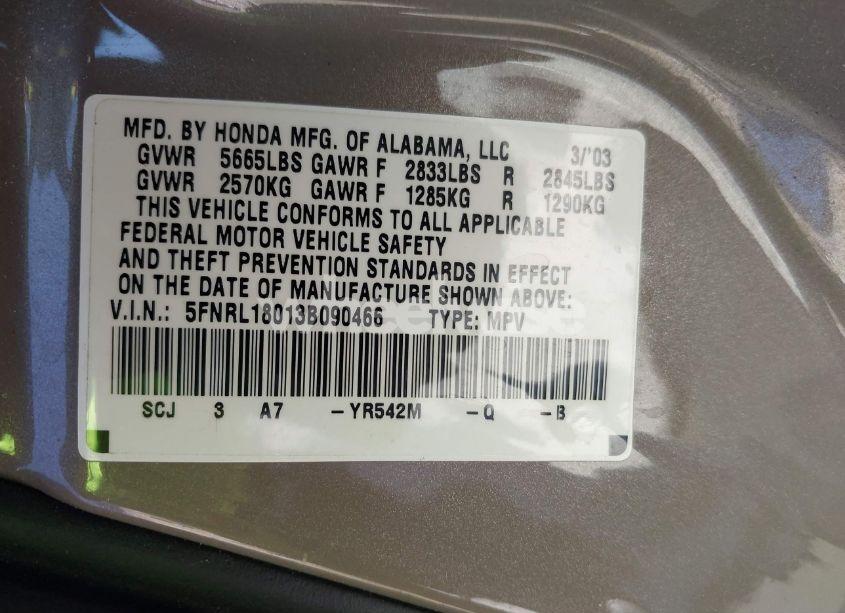 MFD. BY HONDA MFG. OF ALABAMA, LLC 3/'03
GVWR 5665LBS GAWR F 2833LBS R 2845LBS
GVWR 2570KG GAWR F 1285KG R 1290KG
THIS VEHICLE CONFORMS TO ALL APPLICABLE
FEDERAL MOTOR VEHICLE SAFETY
AND THEFT PREVENTION STANDARDS IN EFFECT
ON THE DATE OF MANUFACTURE SHOWN ABOVE:
V.I.N.: 5FNRL18013B090466 TYPE: MPV
SCJ 3 A7 -YR542M -Q -B